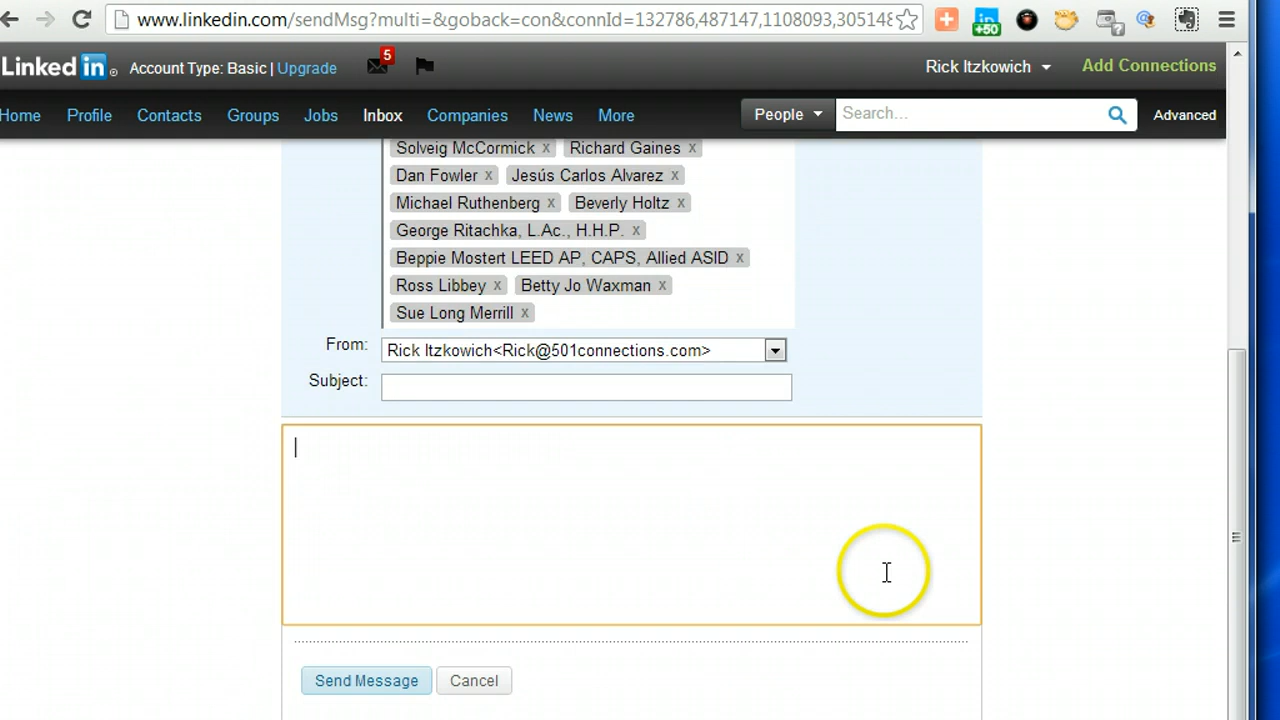 www.linkedin.com/sendMsg?multi=&goback=con&connId=132786,487147,1108093,305148
+50
Linked in Account Type: Basic | Upgrade 5 Rick Itzkowich Add Connections
Home Profile Contacts Groups Jobs Inbox Companies News More People Search... Advanced
Solveig McCormick x Richard Gaines x
Dan Fowler x Jesús Carlos Alvarez x
Michael Ruthenberg x Beverly Holtz x
George Ritachka, L.Ac., H.H.P. x
Beppie Mostert LEED AP, CAPS, Allied ASID x
Ross Libbey x Betty Jo Waxman x
Sue Long Merrill x
From: Rick Itzkowich<Rick@501connections.com>
Subject:
Send Message Cancel